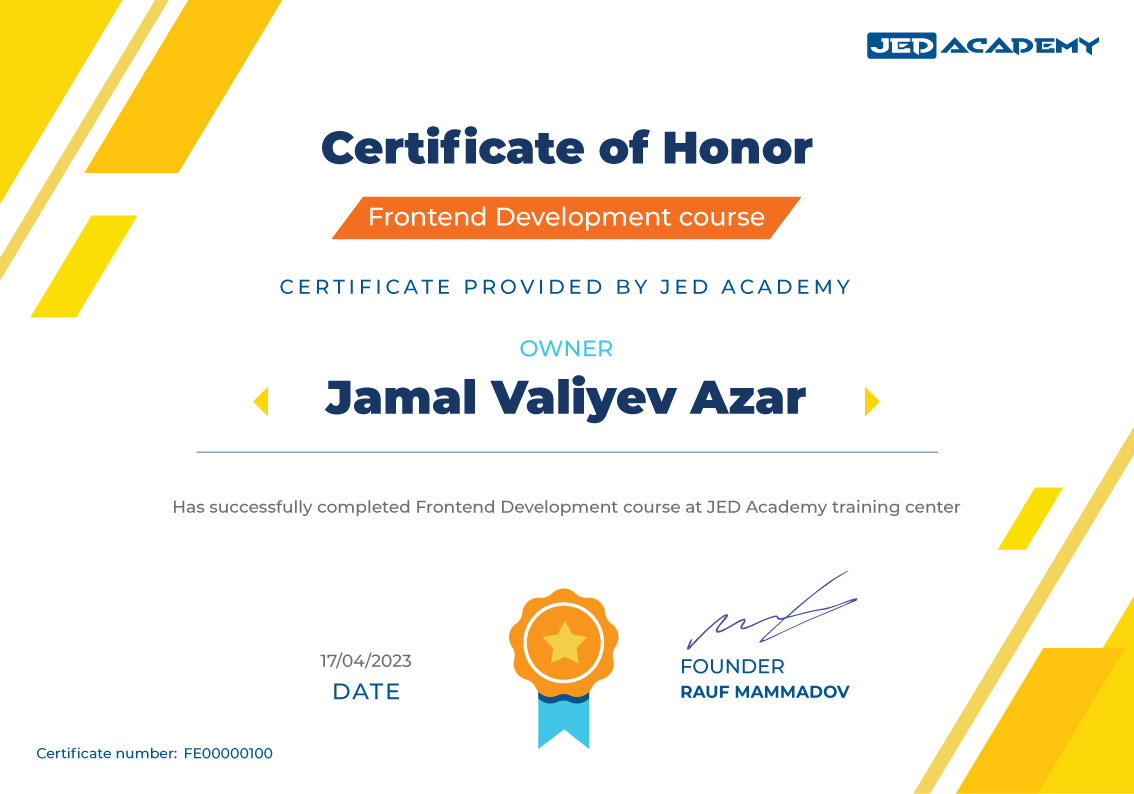 JED ACADEMY
Certificate of Honor
Frontend Development course
CERTIFICATE PROVIDED BY JED ACADEMY
OWNER
Jamal Valiyev Azar
Has successfully completed Frontend Development course at JED Academy training center
17/04/2023
DATE
FOUNDER
RAUF MAMMADOV
Certificate number: FE00000100